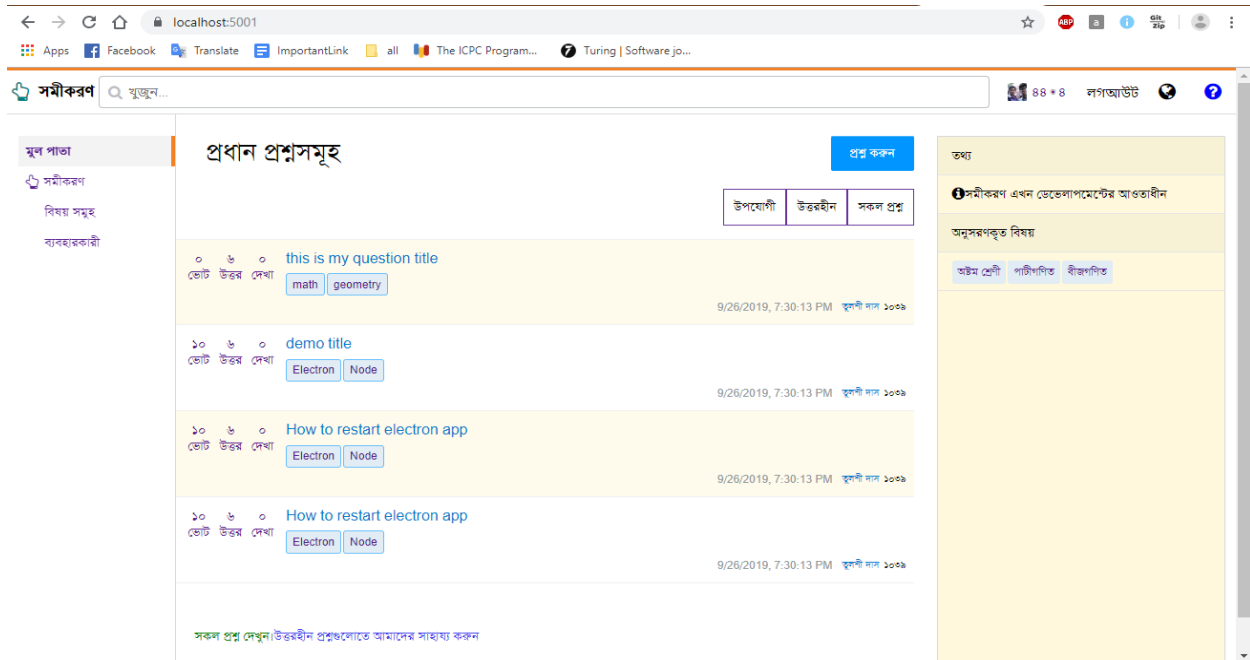 localhost:5001
ABP a Git Zip
Apps Facebook Translate ImportantLink all The ICPC Program... Turing | Software jo...
সমীকরণ খুজুন... ৪৪ * ৪ লগআউট
মুল পাতা
সমীকরণ
বিষয় সমুহ
ব্যবহারকারী
প্রধান প্রশ্নসমূহ
প্রশ্ন করুন
উপযোগী উত্তরহীন সকল প্রশ্ন
০ ৬ ০ this is my question title
ভোট উত্তর দেখা
math geometry
9/26/2019, 7:30:13 PM তুলশী দাস ১০৩৯
১০ ৬ ০ demo title
ভোট উত্তর দেখা
Electron Node
9/26/2019, 7:30:13 PM তুলশী দাস ১০৩৯
১০ ৬ ০ How to restart electron app
ভোট উত্তর দেখা
Electron Node
9/26/2019, 7:30:13 PM তুলশী দাস ১০৩৯
১০ ৬ ০ How to restart electron app
ভোট উত্তর দেখা
Electron Node
9/26/2019, 7:30:13 PM তুলশী দাস ১০৩৯
সকল প্রশ্ন দেখুন।উত্তরহীন প্রশ্নগুলোতে আমাদের সাহায্য করুন
তথ্য
সমীকরণ এখন ডেভেলাপমেন্টের আওতাধীন
অনুসরণকৃত বিষয়
অষ্টম শ্রেণী পাটীগণিত বীজগণিত